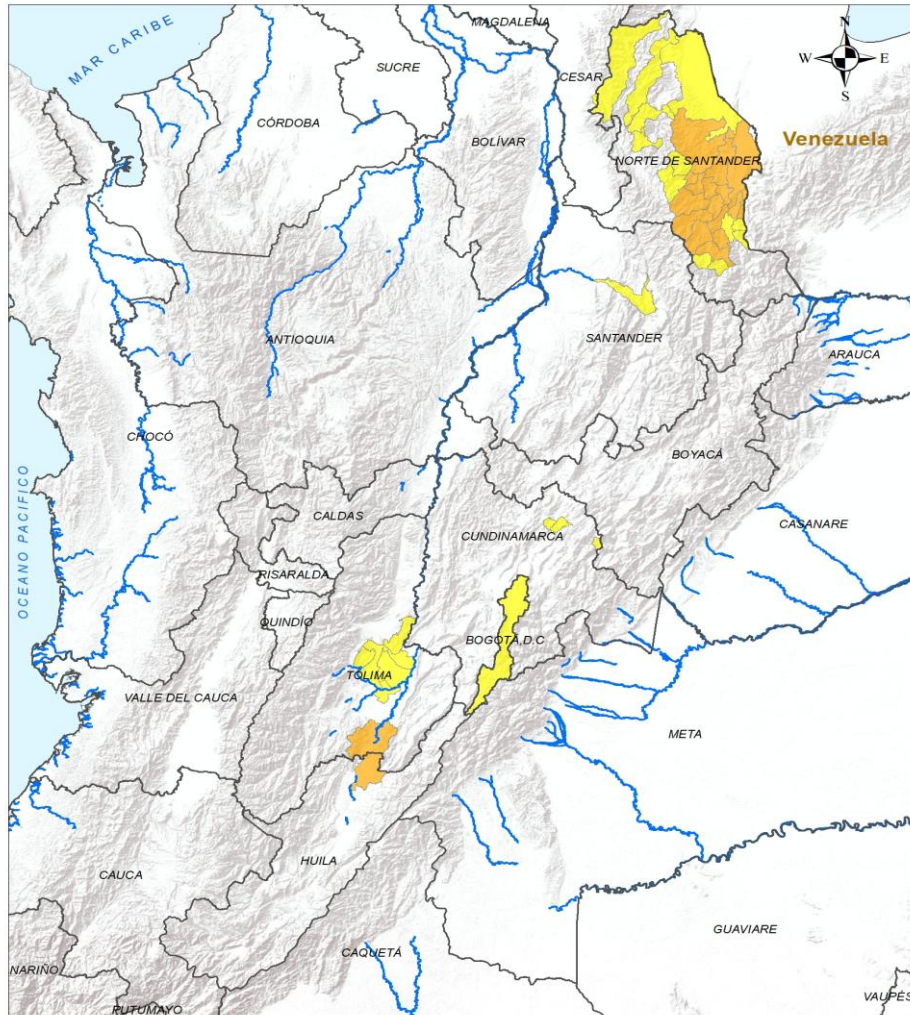 MAGDALENA
MAR CARIBE
N
W E
S
SUCRE
CESAR
CÓRDOBA
BOLÍVAR
Venezuela
NORTE DE SANTANDER
ANTIOQUIA
SANTANDER
ARAUCA
CHOCÓ
BOYACÁ
OCEANO PACIFICO
CALDAS
CUNDINAMARCA
CASANARE
RISARALDA
QUINDÍO
BOGOTÁ,D.C
TOLIMA
VALLE DEL CAUCA
META
HUILA
CAUCA
GUAVIARE
CAQUETÁ
NARIÑO
PUTUMAYO
VAUPÉS